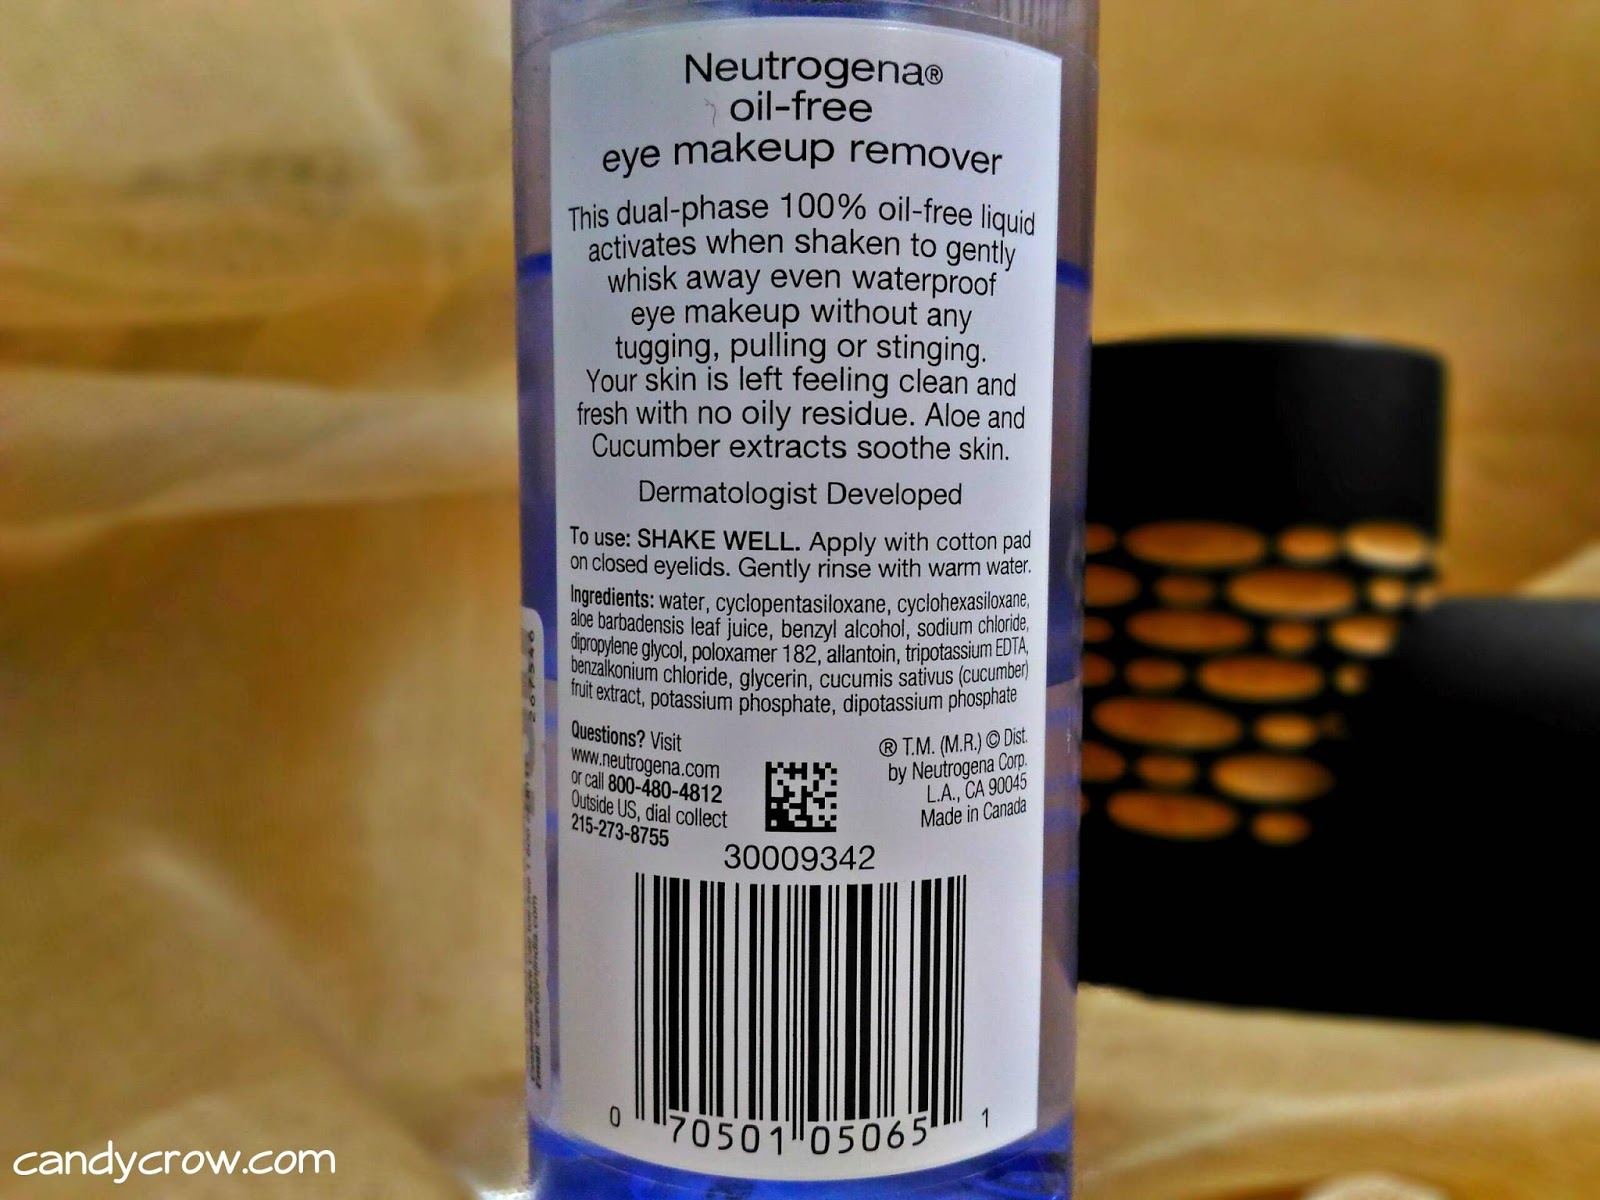 Neutrogena®
oil-free
eye makeup remover
This dual-phase 100% oil-free liquid
activates when shaken to gently
whisk away even waterproof
eye makeup without any
tugging, pulling or stinging.
Your skin is left feeling clean and
fresh with no oily residue. Aloe and
Cucumber extracts soothe skin.
Dermatologist Developed
To use: SHAKE WELL. Apply with cotton pad
on closed eyelids. Gently rinse with warm water.
Ingredients: water, cyclopentasiloxane, cyclohexasiloxane,
aloe barbadensis leaf juice, benzyl alcohol, sodium chloride,
dipropylene glycol, poloxamer 182, allantoin, tripotassium EDTA,
benzalkonium chloride, glycerin, cucumis sativus (cucumber)
fruit extract, potassium phosphate, dipotassium phosphate
Questions? Visit
www.neutrogena.com
or call 800-480-4812
Outside US, dial collect
215-273-8755
® T.M. (M.R.) © Dist.
by Neutrogena Corp.
L.A., CA 90045
Made in Canada
30009342
0 70501 05065 1
candycrow.com